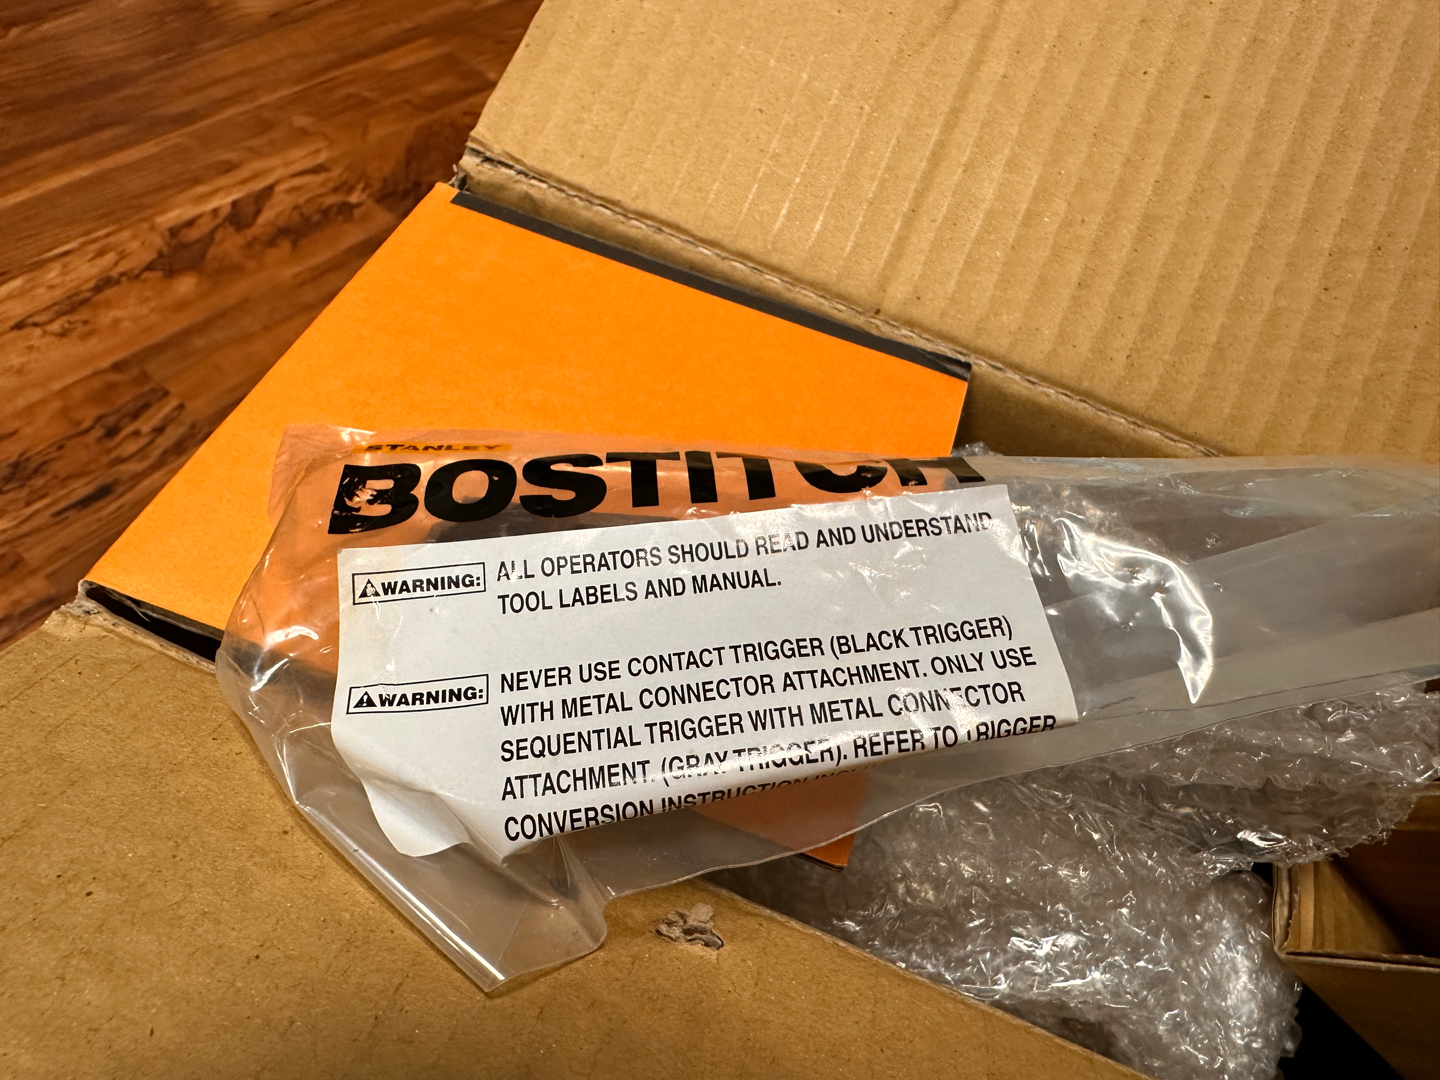 STANLEY
BOSTITCH
WARNING:
ALL OPERATORS SHOULD READ AND UNDERSTAND
TOOL LABELS AND MANUAL.
WARNING:
NEVER USE CONTACT TRIGGER (BLACK TRIGGER)
WITH METAL CONNECTOR ATTACHMENT. ONLY USE
SEQUENTIAL TRIGGER WITH METAL CONNECTOR
ATTACHMENT. (GRAY TRIGGER). REFER TO TRIGGER
CONVERSION INSTRUCTION